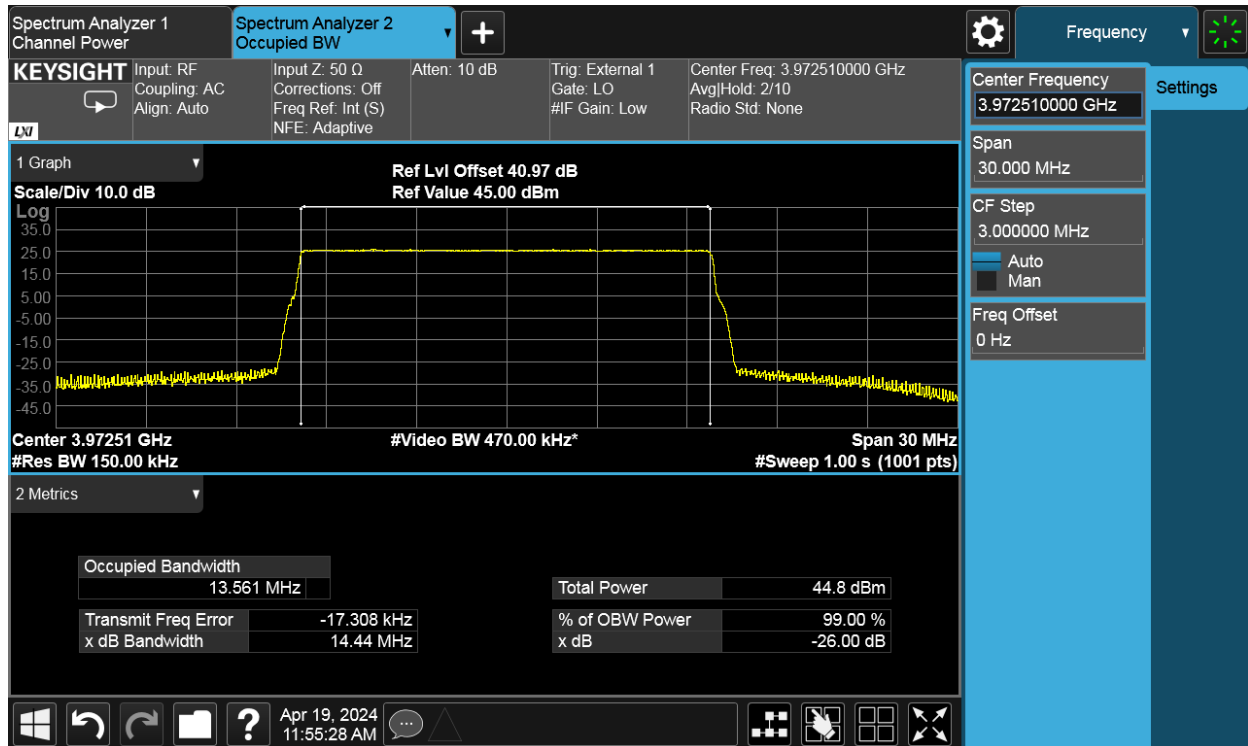 Spectrum Analyzer 1
Channel Power
Spectrum Analyzer 2
Occupied BW
+
Frequency
KEYSIGHT
LXI
Input: RF
Coupling: AC
Align: Auto
Input Z: 50 Ω
Corrections: Off
Freq Ref: Int (S)
NFE: Adaptive
Atten: 10 dB
Trig: External 1
Gate: LO
#IF Gain: Low
Center Freq: 3.972510000 GHz
Avg|Hold: 2/10
Radio Std: None
Center Frequency
3.972510000 GHz
Settings
Span
30.000 MHz
CF Step
3.000000 MHz
Auto
Man
Freq Offset
0 Hz
1 Graph
Scale/Div 10.0 dB
Ref Lvl Offset 40.97 dB
Ref Value 45.00 dBm
Log
35.0
25.0
15.0
5.00
-5.00
-15.0
-25.0
-35.0
-45.0
Center 3.97251 GHz
#Res BW 150.00 kHz
#Video BW 470.00 kHz*
Span 30 MHz
#Sweep 1.00 s (1001 pts)
2 Metrics
Occupied Bandwidth
13.561 MHz
Total Power 44.8 dBm
Transmit Freq Error -17.308 kHz
% of OBW Power 99.00 %
x dB Bandwidth 14.44 MHz
x dB -26.00 dB
?
Apr 19, 2024
11:55:28 AM